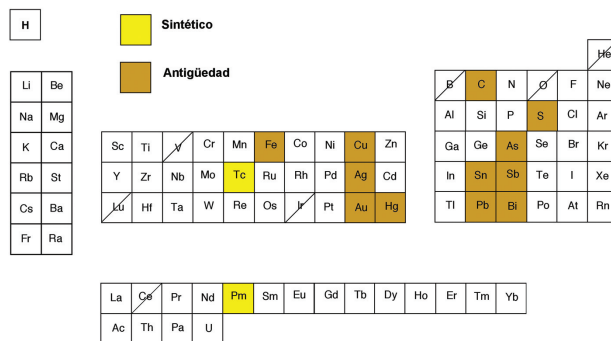 H
Sintético
Antigüedad
He
Li Be
B C N O F Ne
Na Mg
Al Si P S Cl Ar
K Ca
Sc Ti V Cr Mn Fe Co Ni Cu Zn
Ga Ge As Se Br Kr
Rb St
Y Zr Nb Mo Tc Ru Rh Pd Ag Cd
In Sn Sb Te I Xe
Cs Ba
Lu Hf Ta W Re Os Ir Pt Au Hg
Tl Pb Bi Po At Rn
Fr Ra
La Ce Pr Nd Pm Sm Eu Gd Tb Dy Ho Er Tm Yb
Ac Th Pa U